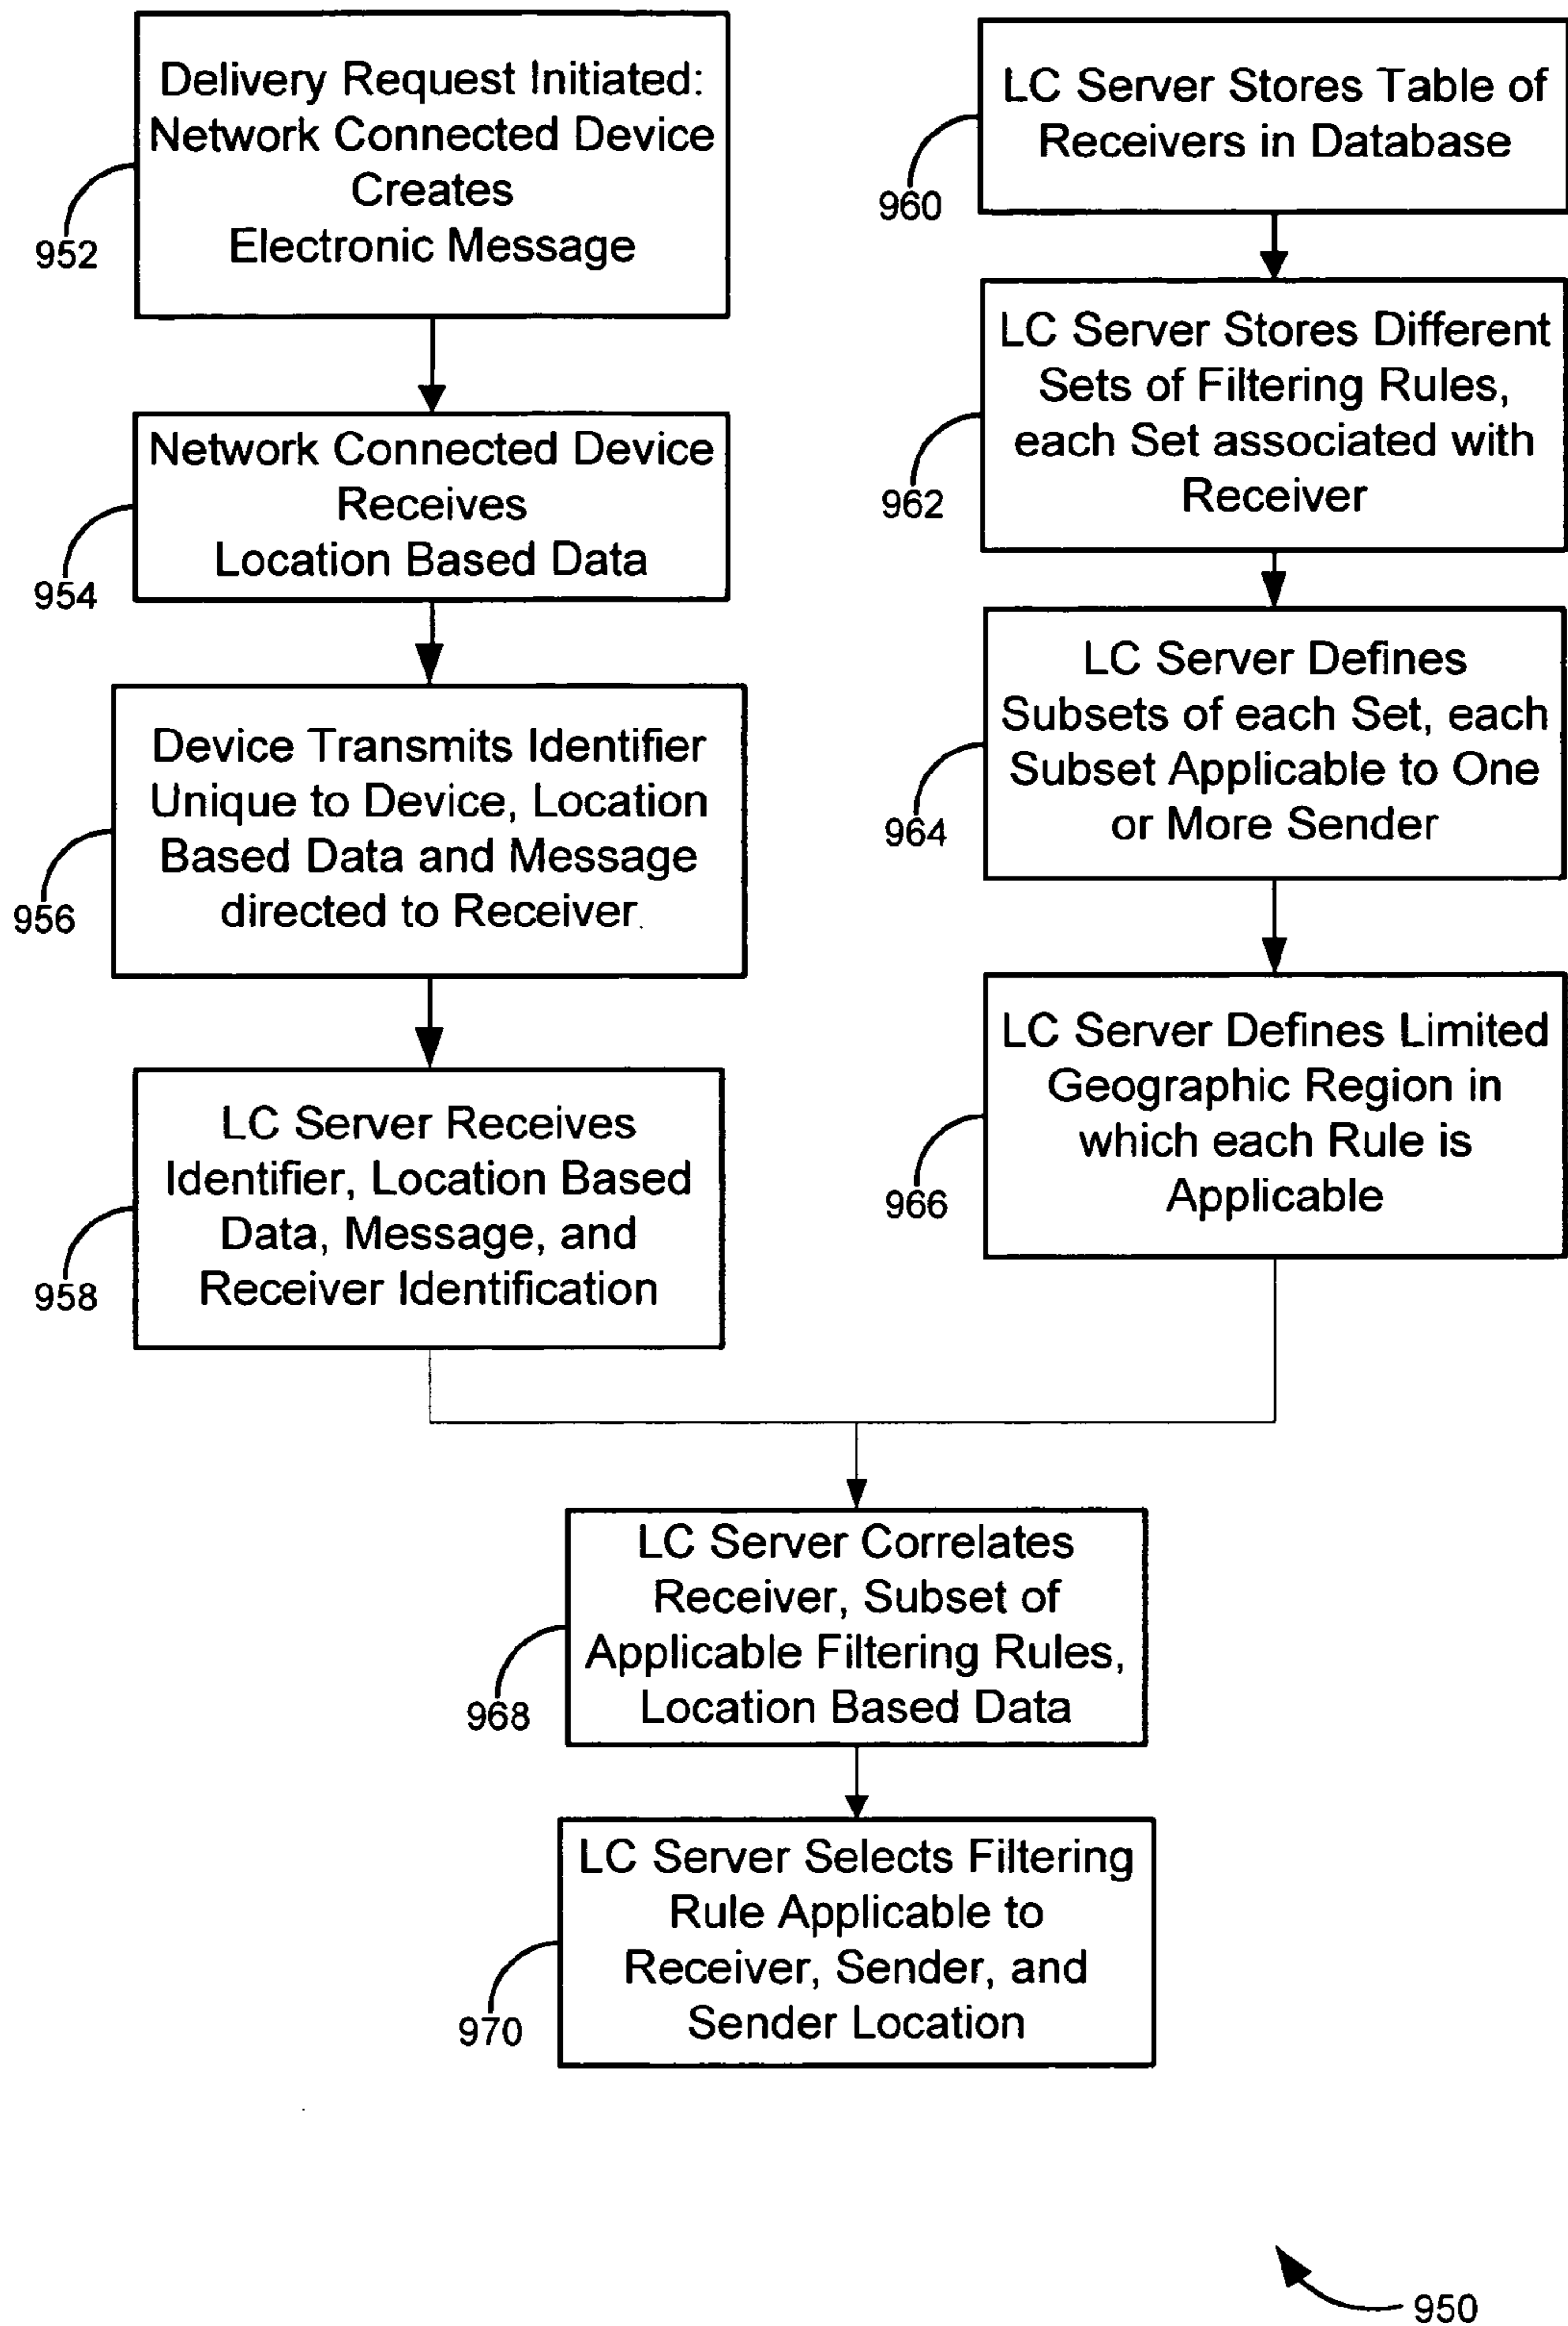 Delivery Request Initiated:
Network Connected Device
Creates
Electronic Message
952
Network Connected Device
Receives
Location Based Data
954
Device Transmits Identifier
Unique to Device, Location
Based Data and Message
directed to Receiver.
956
LC Server Receives
Identifier, Location Based
Data, Message, and
Receiver Identification
958
LC Server Stores Table of
Receivers in Database
960
LC Server Stores Different
Sets of Filtering Rules,
each Set associated with
Receiver
962
LC Server Defines
Subsets of each Set, each
Subset Applicable to One
or More Sender
964
LC Server Defines Limited
Geographic Region in
which each Rule is
Applicable
966
LC Server Correlates
Receiver, Subset of
Applicable Filtering Rules,
Location Based Data
968
LC Server Selects Filtering
Rule Applicable to
Receiver, Sender, and
Sender Location
970
950